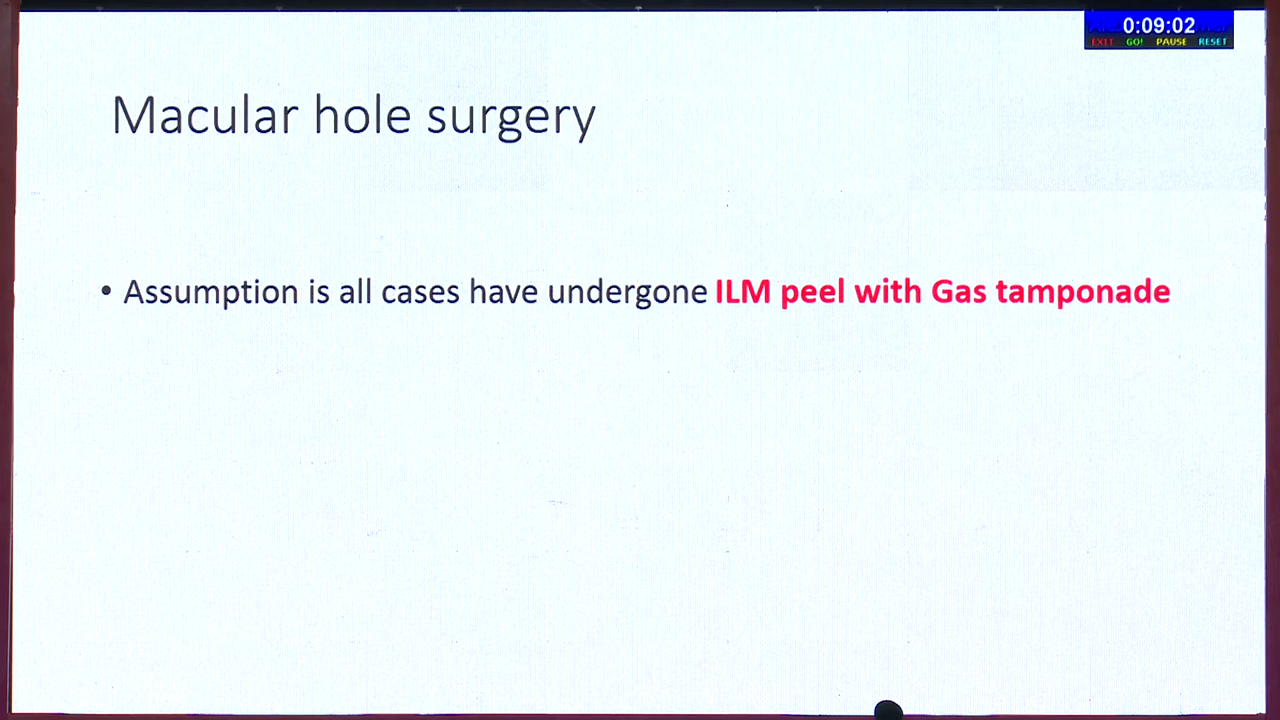 0:09:02
EXIT GO! PAUSE RESET
Macular hole surgery
• Assumption is all cases have undergone ILM peel with Gas tamponade